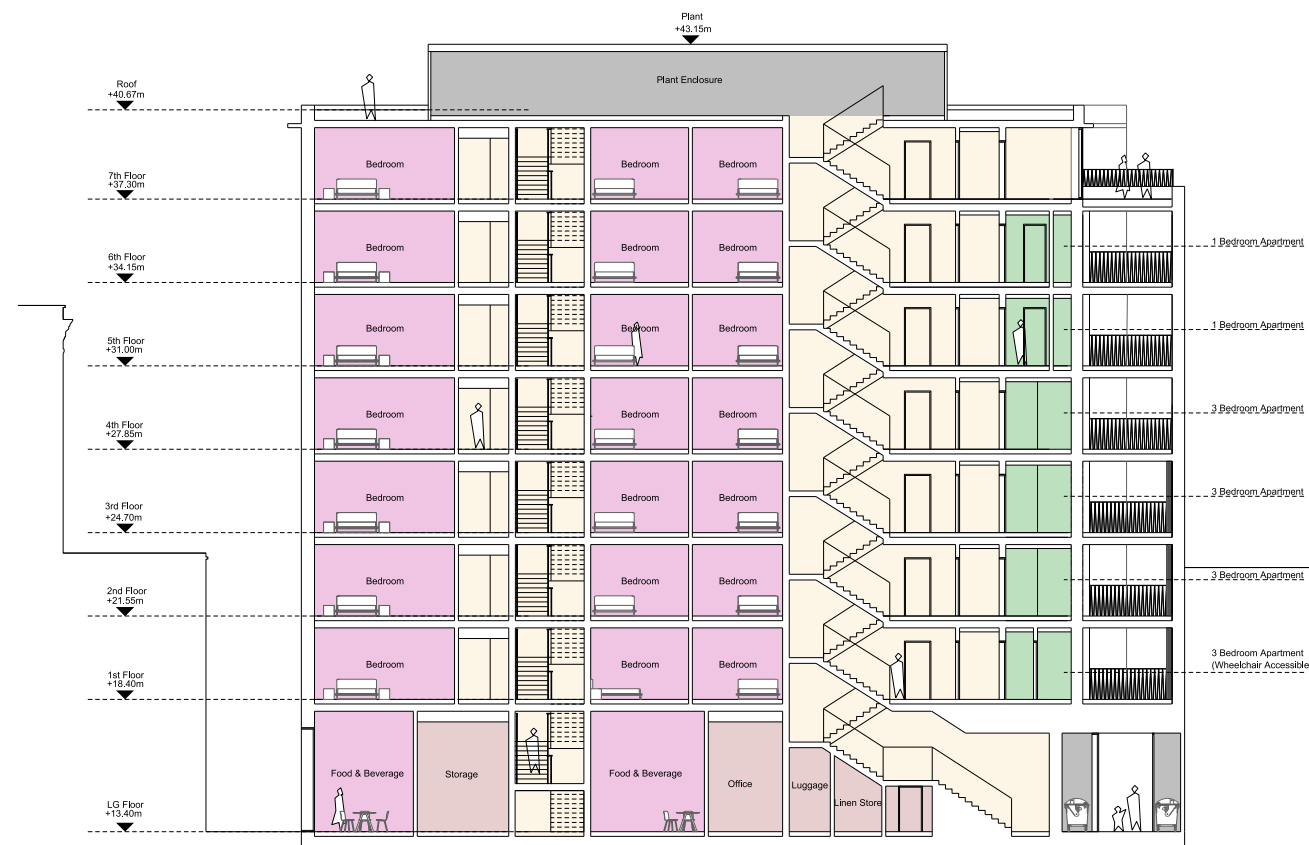 Plant
+43.15m
Plant Enclosure
Roof
+40.67m
Bedroom
Bedroom
Bedroom
7th Floor
+37.30m
Bedroom
Bedroom
Bedroom
1 Bedroom Apartment
6th Floor
+34.15m
Bedroom
Bedroom
Bedroom
1 Bedroom Apartment
5th Floor
+31.00m
Bedroom
Bedroom
Bedroom
3 Bedroom Apartment
4th Floor
+27.85m
Bedroom
Bedroom
Bedroom
3 Bedroom Apartment
3rd Floor
+24.70m
Bedroom
Bedroom
Bedroom
3 Bedroom Apartment
2nd Floor
+21.55m
Bedroom
Bedroom
Bedroom
3 Bedroom Apartment
(Wheelchair Accessible
1st Floor
+18.40m
Food & Beverage
Storage
Food & Beverage
Office
Luggage
Linen Store
LG Floor
+13.40m